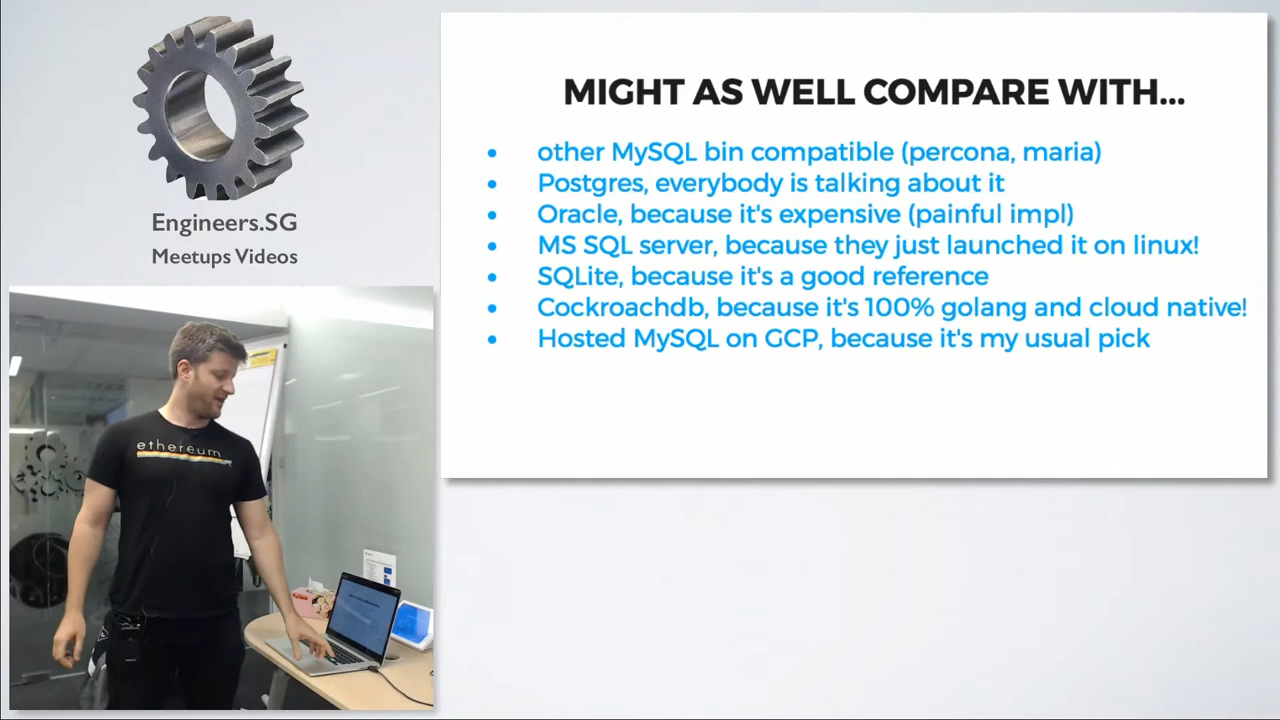 Engineers.SG
Meetups Videos
MIGHT AS WELL COMPARE WITH...
• other MySQL bin compatible (percona, maria)
• Postgres, everybody is talking about it
• Oracle, because it's expensive (painful impl)
• MS SQL server, because they just launched it on linux!
• SQLite, because it's a good reference
• Cockroachdb, because it's 100% golang and cloud native!
• Hosted MySQL on GCP, because it's my usual pick
ethereum